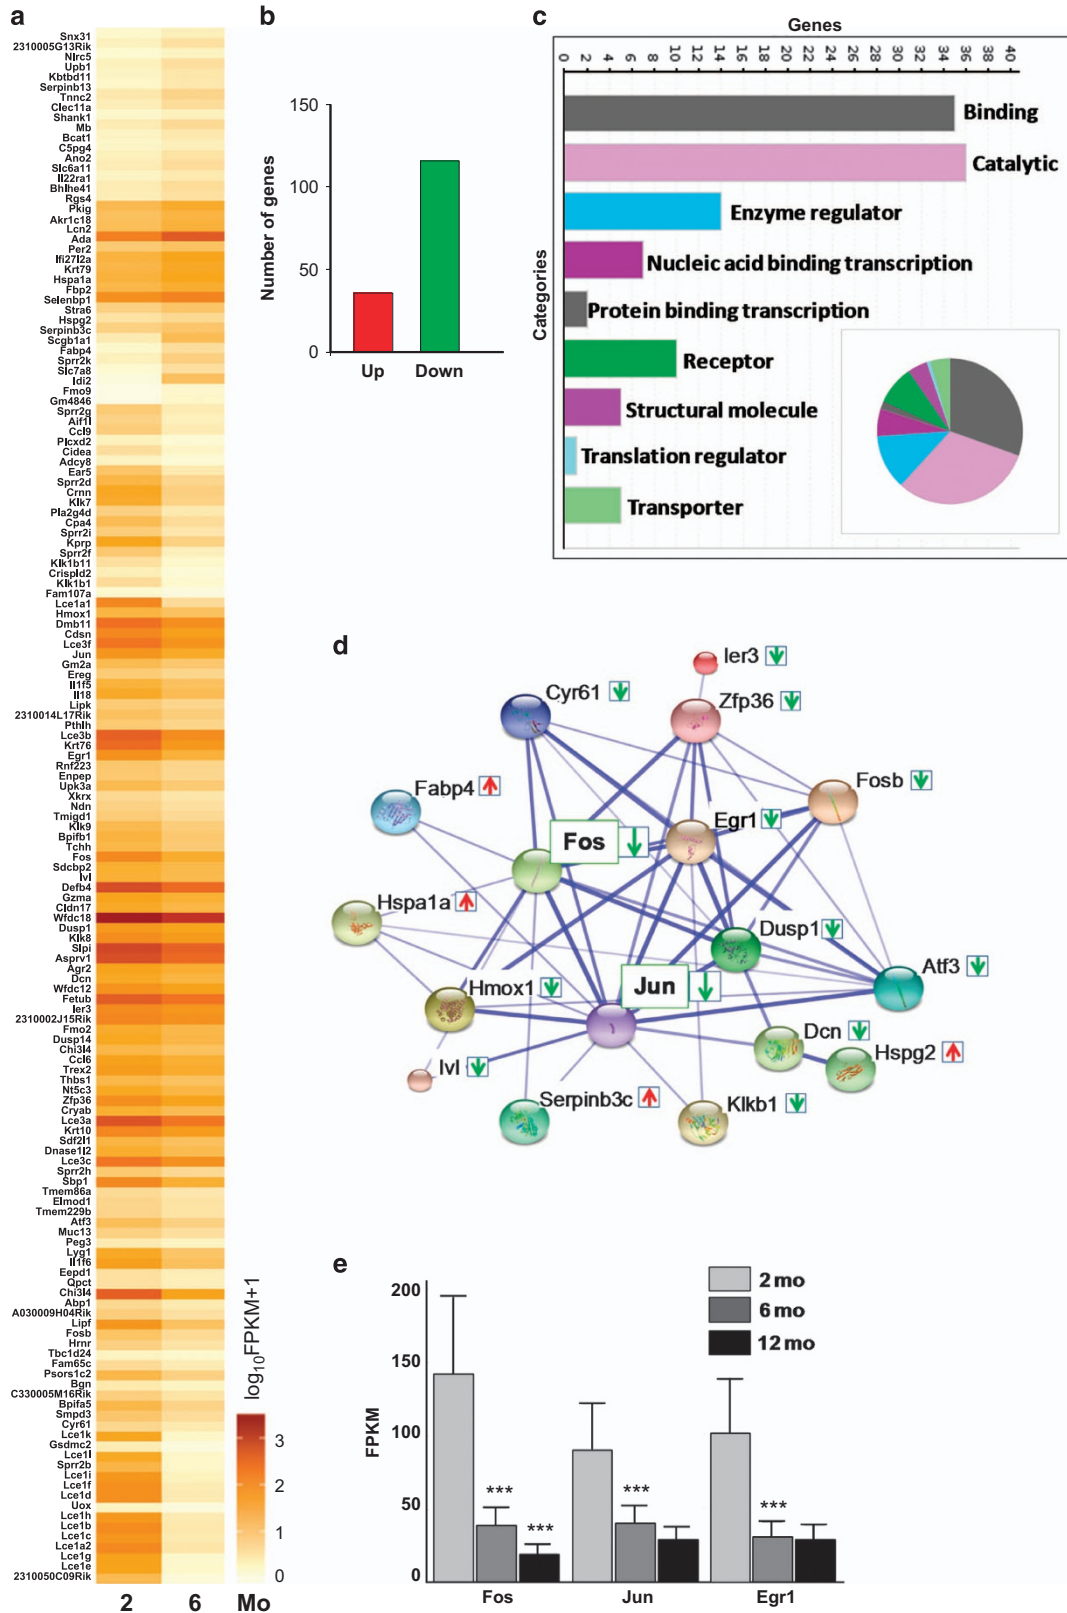 a
Snx31
2310005G13Rik
Nlrc5
Upb1
Kbtbd11
Serpinb13
Tnnc2
Clec11a
Shank1
Mb
Bcat1
C5pg4
Ano2
Slc6a11
Il22ra1
Bhlhe41
Rgs4
Pkig
Akr1c18
Lcn2
Ada
Per2
Ifi27l2a
Krt79
Hspa1a
Fbp2
Selenbp1
Stra6
Hspg2
Serpinb3c
Scgb1a1
Fabp4
Sprr2k
Slc7a8
Idi2
Fmo9
Gm4846
Sprr2g
Aif1l
Ccl9
Plcxd2
Cidea
Adcy8
Ear5
Sprr2d
Crnn
Klk7
Pla2g4d
Cpa4
Sprr2i
Kprp
Sprr2f
Klk1b11
Crispld2
Klk1b1
Fam107a
Lce1a1
Hmox1
Dmb11
Cdsn
Lce3f
Jun
Gm2a
Ereg
Il1f5
Il18
Lipk
2310014L17Rik
Pthlh
Lce3b
Krt76
Egr1
Rnf223
Enpep
Upk3a
Xkrx
Ndn
Tmigd1
Klk9
Bpifb1
Tchh
Fos
Sdcbp2
Ivl
Defb4
Gzma
Cldn17
Wfdc18
Dusp1
Klk8
Slpi
Asprv1
Agr2
Dcn
Wfdc12
Fetub
Ier3
2310002J15Rik
Fmo2
Dusp14
Chi3l4
Ccl6
Trex2
Thbs1
Nt5c3
Zfp36
Cryab
Lce3a
Krt10
Sdf2l1
Dnase1l2
Lce3c
Sprr2h
Sbp1
Tmem86a
Elmod1
Tmem229b
Atf3
Muc13
Peg3
Lyg1
Il1f6
Eepd1
Qpct
Chi3l4
Abp1
A030009H04Rik
Lipf
Fosb
Hrnr
Tbc1d24
Fam65c
Psors1c2
Bgn
C330005M16Rik
Bpifa5
Smpd3
Cyr61
Lce1k
Gsdmc2
Lce1l
Sprr2b
Lce1i
Lce1f
Lce1d
Uox
Lce1h
Lce1b
Lce1c
Lce1a2
Lce1g
Lce1e
2310050C09Rik
2 6 Mo
log10FPKM+1
3
2
1
0
b
Number of genes
150
100
50
0
Up Down
c
Genes
0 2 4 6 8 10 12 14 16 18 20 22 24 26 28 30 32 34 36 38 40
Categories
Binding
Catalytic
Enzyme regulator
Nucleic acid binding transcription
Protein binding transcription
Receptor
Structural molecule
Translation regulator
Transporter
d
Ier3
Cyr61
Zfp36
Fabp4
Fosb
Egr1
Fos
Hspa1a
Dusp1
Atf3
Hmox1
Jun
Dcn
Hspg2
Ivl
Serpinb3c
Klkb1
e
2 mo
6 mo
12 mo
FPKM
200
150
100
50
0
*** *** *** ***
Fos Jun Egr1